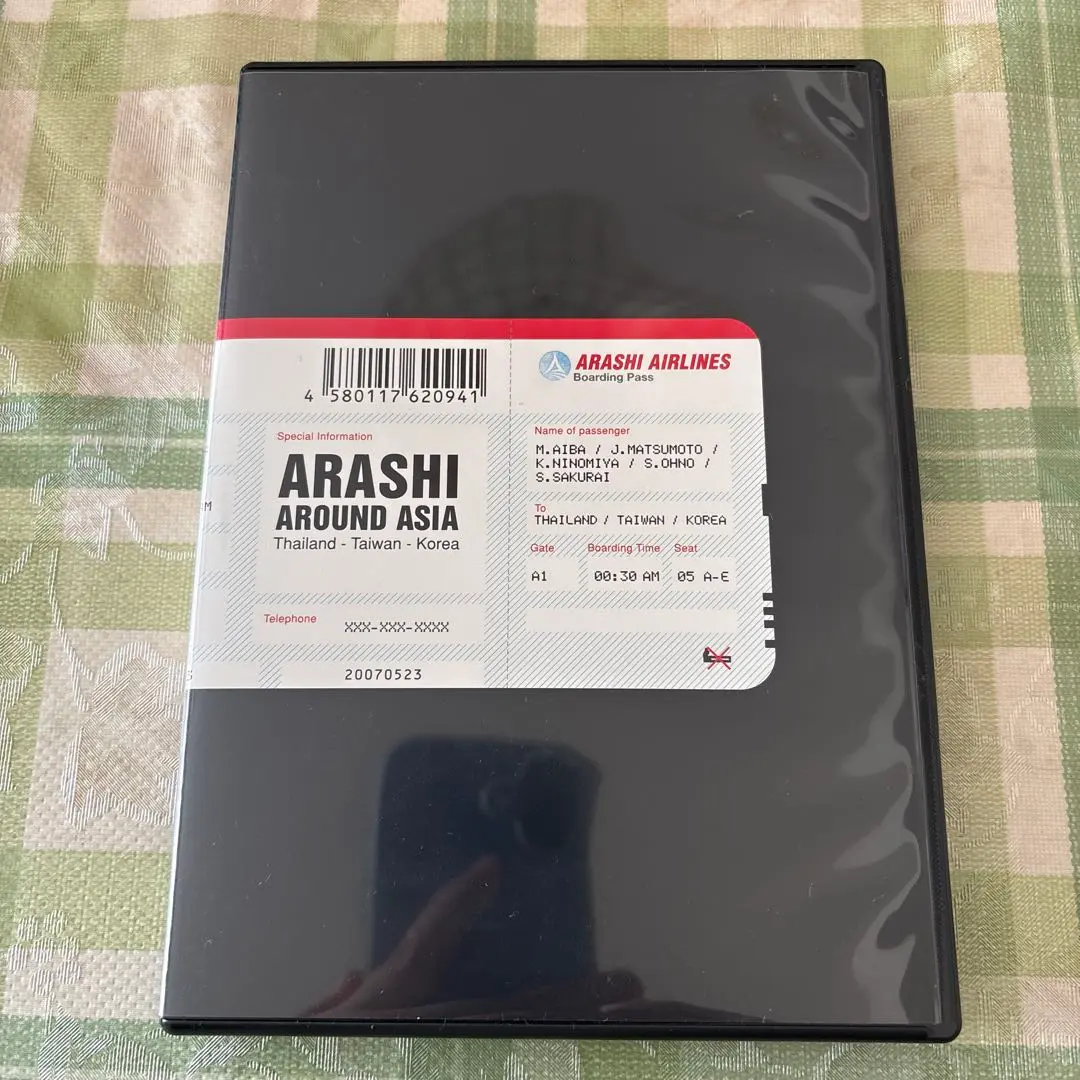 4 580117 620941
Special Information
ARASHI
AROUND ASIA
Thailand - Taiwan - Korea
Telephone
XXX-XXX-XXXX
20070523
M
S
ARASHI AIRLINES
Boarding Pass
Name of passenger
M.AIBA / J.MATSUMOTO /
K.NINOMIYA / S.OHNO /
S.SAKURAI
To
THAILAND / TAIWAN / KOREA
Gate Boarding Time Seat
A1 00:30 AM 05 A-E